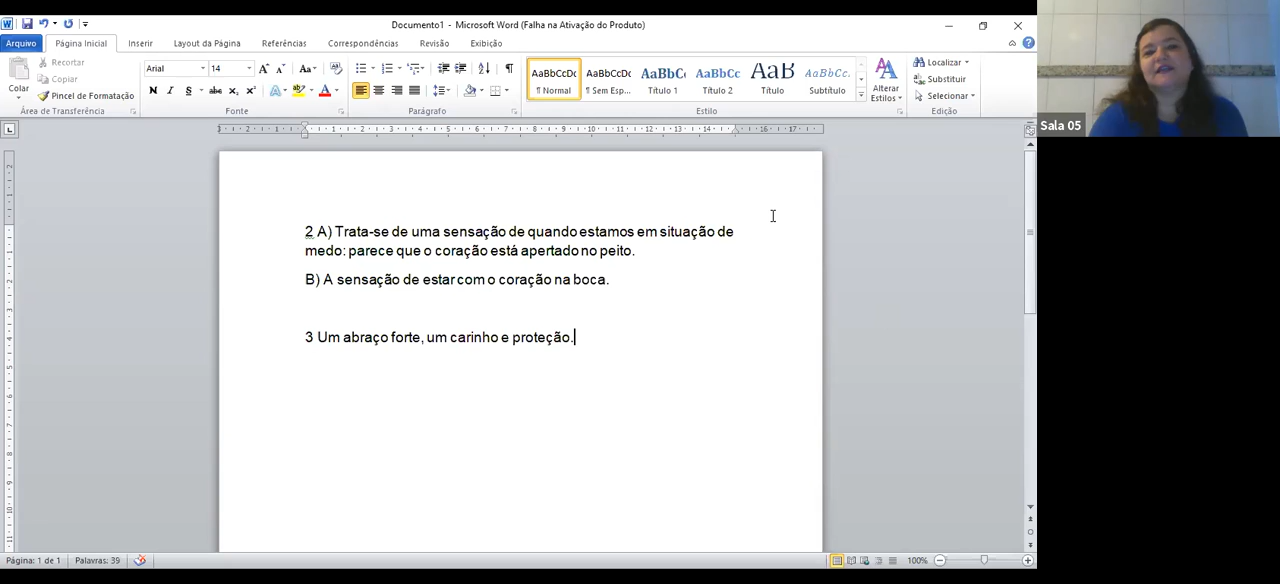 Documento1 - Microsoft Word (Falha na Ativação do Produto)
Arquivo Página Inicial Inserir Layout da Página Referências Correspondências Revisão Exibição
Colar
Recortar
Copiar
Pincel de Formatação
Área de Transferência
Arial 14
Fonte
Parágrafo
AaBbCcDc AaBbCcDc AaBbC AaBbCc AaB AaBbCc.
¶ Normal ¶ Sem Esp... Título 1 Título 2 Título Subtítulo
Alterar Estilos
Estilo
Localizar
Substituir
Selecionar
Edição
Sala 05
2 A) Trata-se de uma sensação de quando estamos em situação de
medo: parece que o coração está apertado no peito.
B) A sensação de estar com o coração na boca.
3 Um abraço forte, um carinho e proteção.
Página: 1 de 1 Palavras: 39 100%